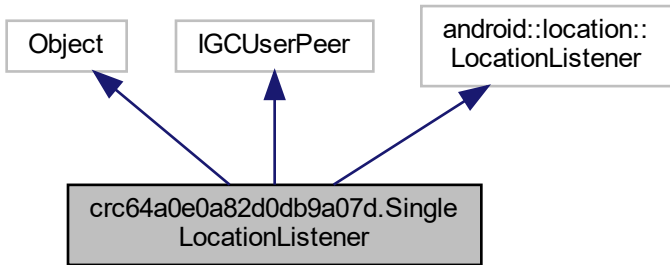 Object
IGCUserPeer
android::location::
LocationListener
crc64a0e0a82d0db9a07d.Single
LocationListener